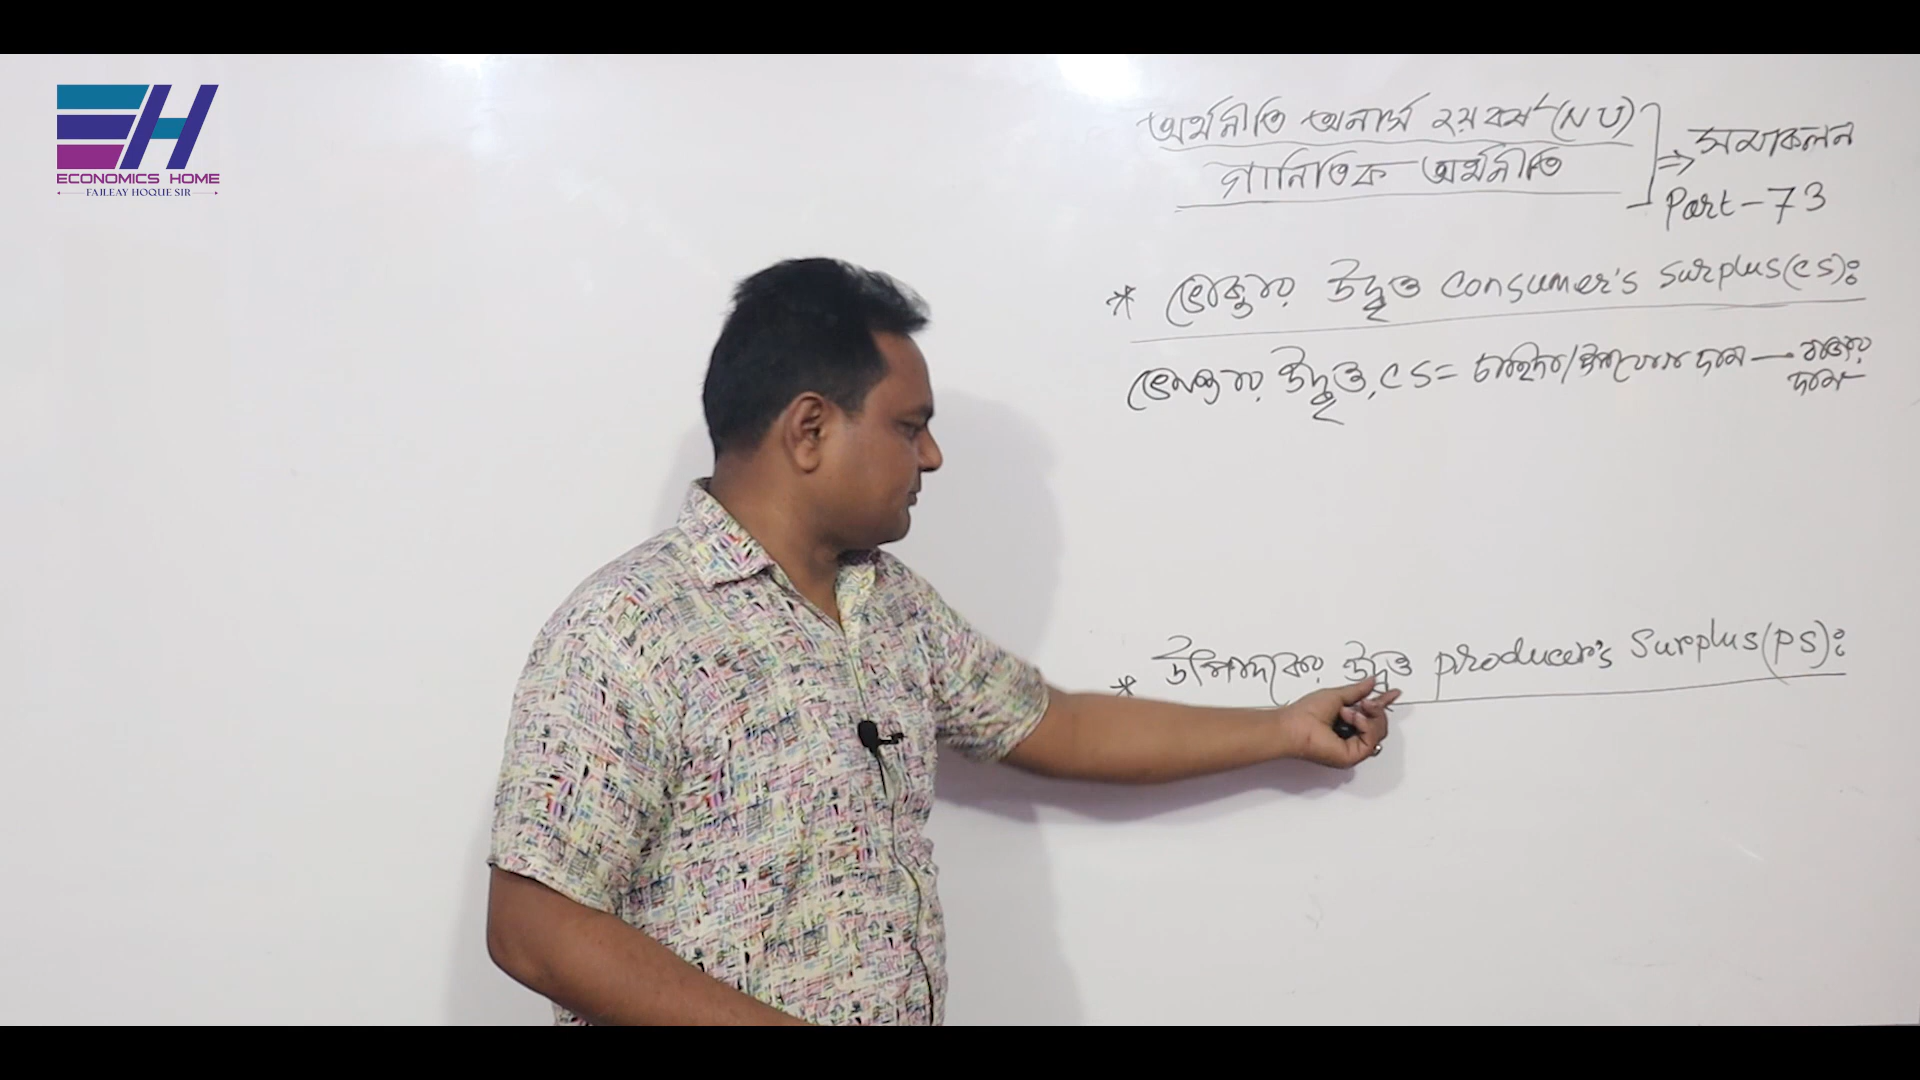 ECONOMICS HOME
FAILEAY HOQUE SIR
অর্থনীতি অনার্স ২য় বর্ষ (NU)
গানিতিক অর্থনীতি
⇒ সমাকলন
Part-73
* ভোক্তার উদ্বৃত্ত Consumer's Surplus(CS):
ভোক্তার উদ্বৃত্ত, CS = চাহিদা/উপযোগ দাম — বাজার
দাম
* উৎপাদকের উদ্বৃত্ত producer's Surplus(PS):